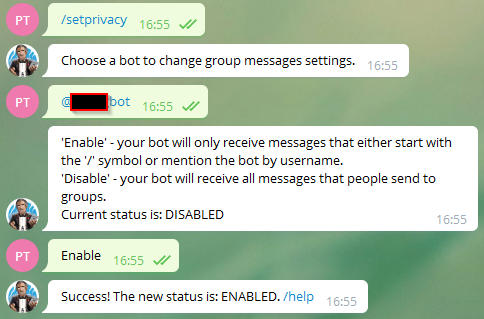 PT
/setprivacy
16:55
Choose a bot to change group messages settings.
16:55
PT
@
bot
16:55
'Enable' - your bot will only receive messages that either start with
the '/' symbol or mention the bot by username.
'Disable' - your bot will receive all messages that people send to
groups.
Current status is: DISABLED
16:55
PT
Enable
16:55
Success! The new status is: ENABLED. /help
16:55